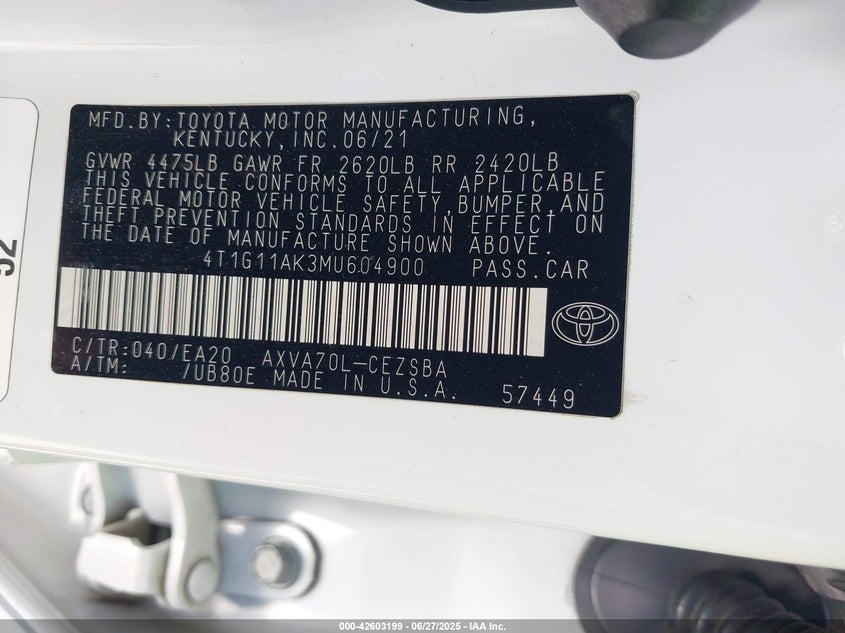 52
MFD.BY:TOYOTA MOTOR MANUFACTURING,
KENTUCKY,INC.06/21
GVWR 4475LB GAWR FR 2620LB RR 2420LB
THIS VEHICLE CONFORMS TO ALL APPLICABLE
FEDERAL MOTOR VEHICLE SAFETY,BUMPER,AND
THEFT PREVENTION STANDARDS IN EFFECT ON
THE DATE OF MANUFACTURE SHOWN ABOVE.
4T1G11AK3MU604900 PASS.CAR
C/TR:040/EA20 AXVA70L-CEZSBA
A/TM: /UB80E MADE IN U.S.A. 57449
000-42603199 - 06/27/2025 - IAA Inc.